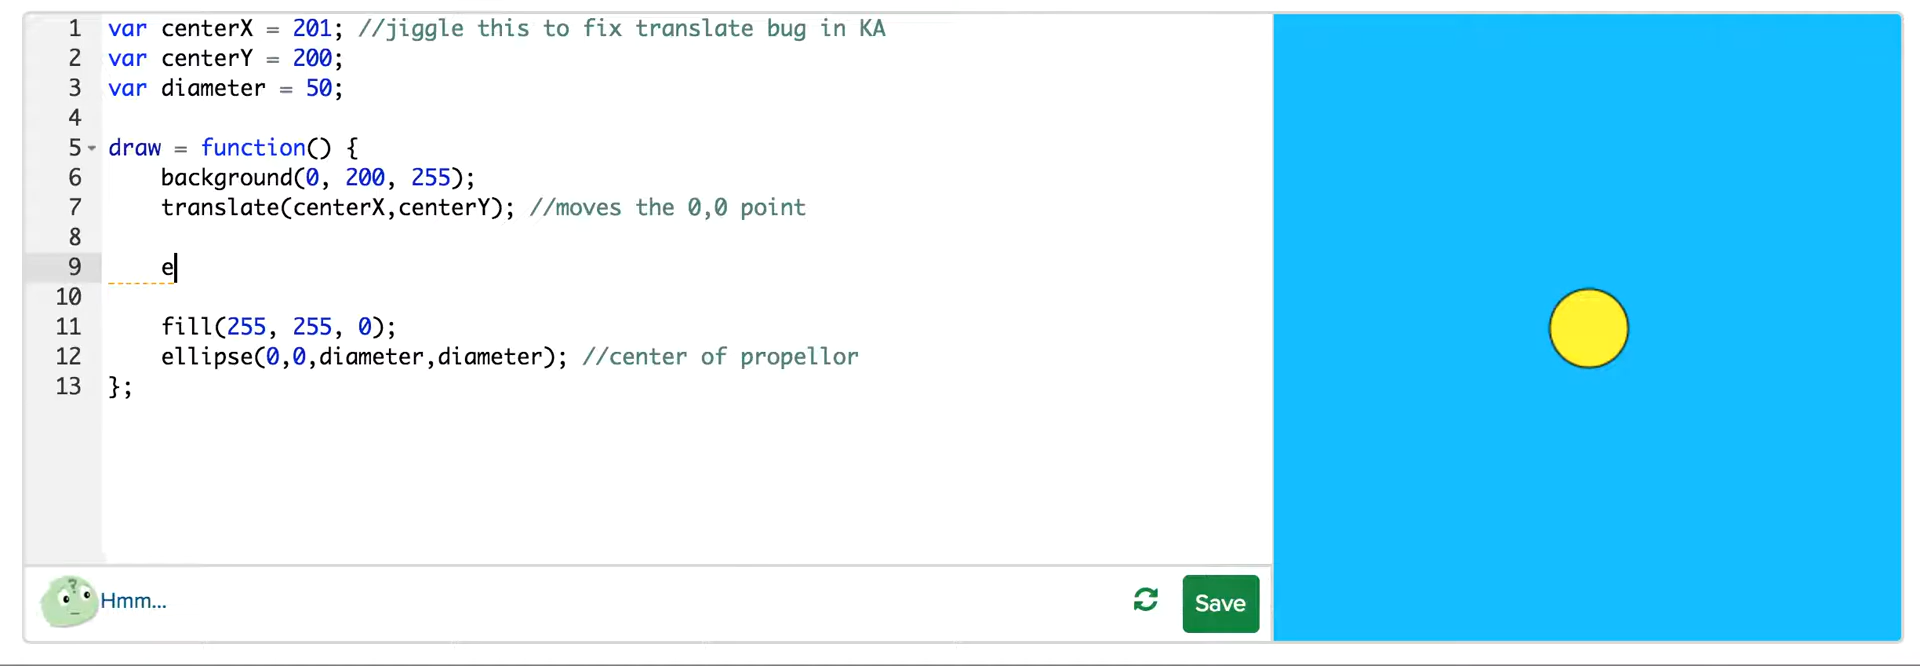 1 var centerX = 201; //jiggle this to fix translate bug in KA
2 var centerY = 200;
3 var diameter = 50;
4
5 draw = function() {
6 background(0, 200, 255);
7 translate(centerX,centerY); //moves the 0,0 point
8
9 e
10
11 fill(255, 255, 0);
12 ellipse(0,0,diameter,diameter); //center of propellor
13 };
?
Hmm...
Save